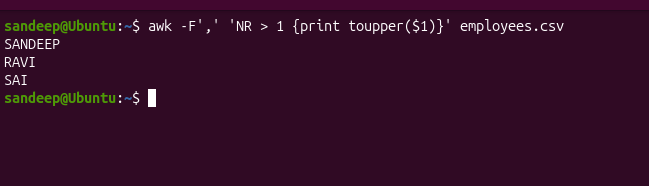 sandeep@Ubuntu:~$ awk -F',' 'NR > 1 {print toupper($1)}' employees.csv
SANDEEP
RAVI
SAI
sandeep@Ubuntu:~$